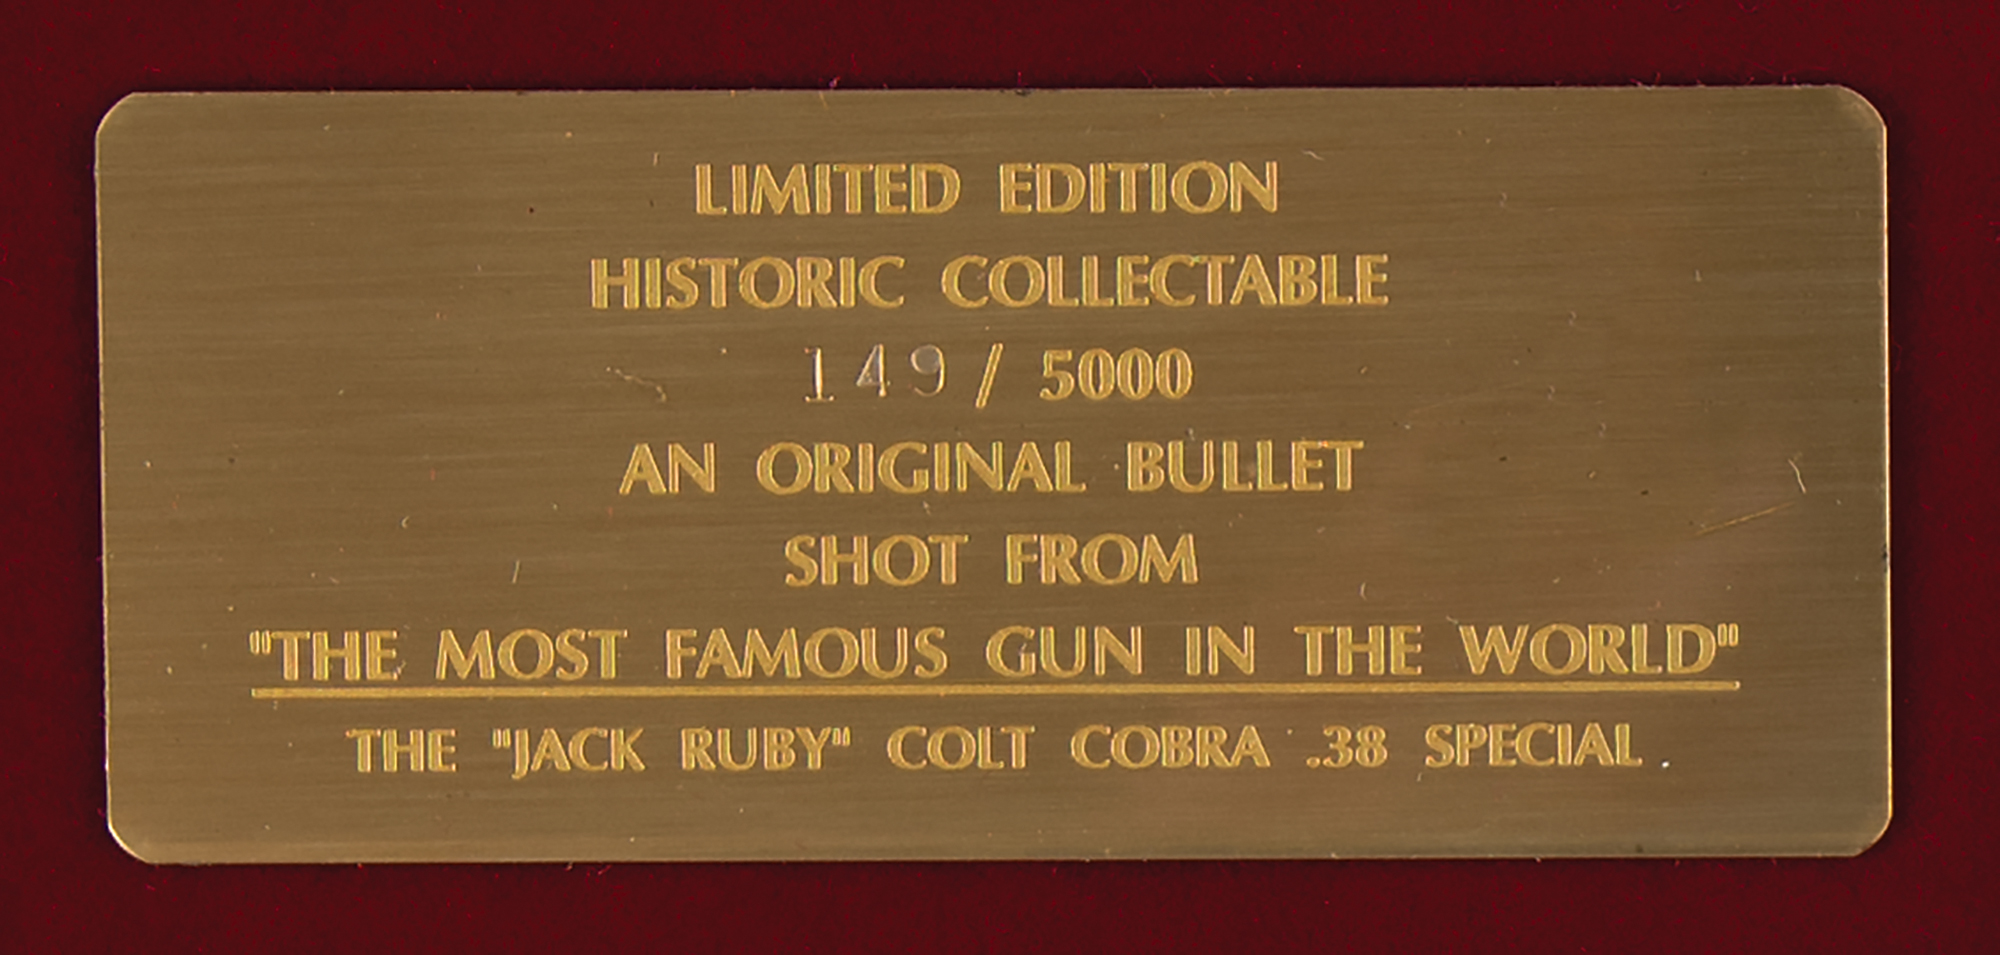 LIMITED EDITION
HISTORIC COLLECTABLE
149 / 5000
AN ORIGINAL BULLET
SHOT FROM
"THE MOST FAMOUS GUN IN THE WORLD"
THE "JACK RUBY" COLT COBRA .38 SPECIAL.